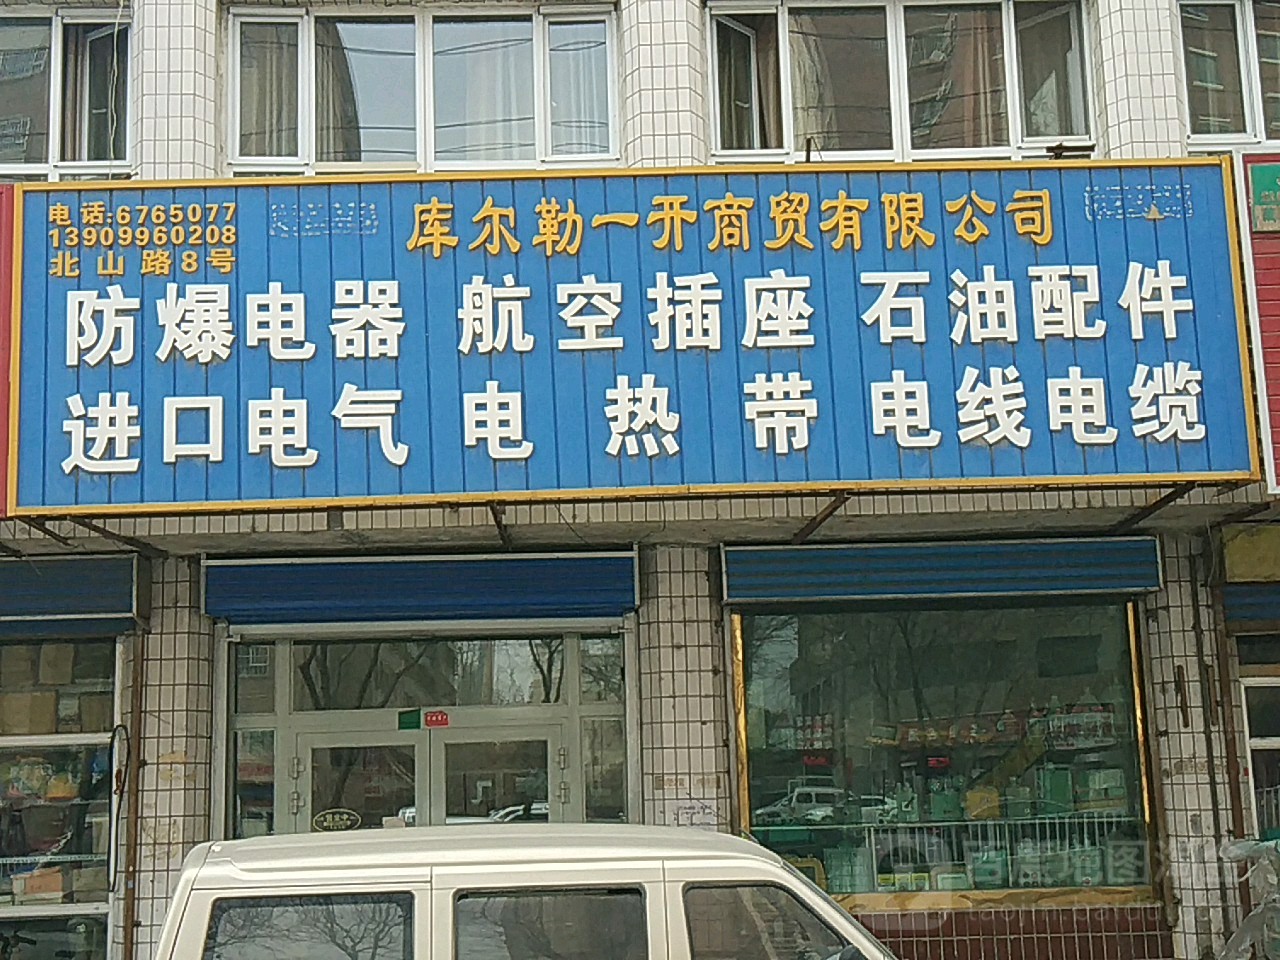 电话:6765077
13909960208
北山路8号
库尔勒一开商贸有限公司
防爆电器 航空插座 石油配件
进口电气 电热带 电线电缆